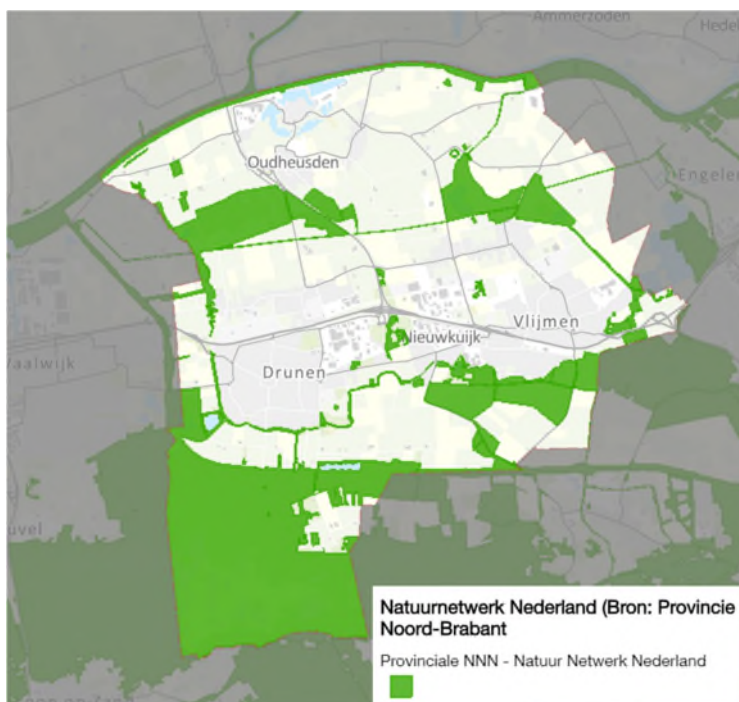 Ammerzoden
Hedel
Oudheusden
Engelen
Vlijmen
Nieuwkuijk
Waalwijk
Drunen
Natuurnetwerk Nederland (Bron: Provincie
Noord-Brabant
Provinciale NNN - Natuur Netwerk Nederland